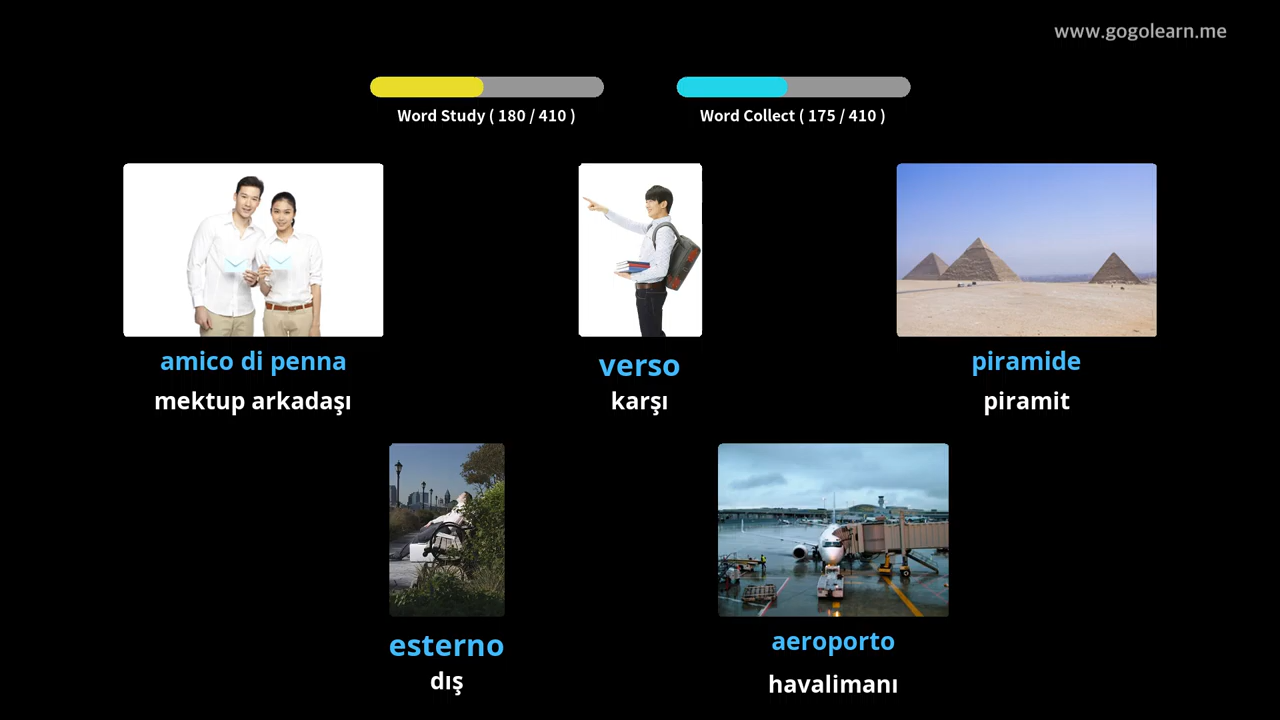 www.gogolearn.me
Word Study ( 180 / 410 )
Word Collect ( 175 / 410 )
amico di penna
mektup arkadaşı
verso
karşı
piramide
piramit
esterno
dış
aeroporto
havalimanı